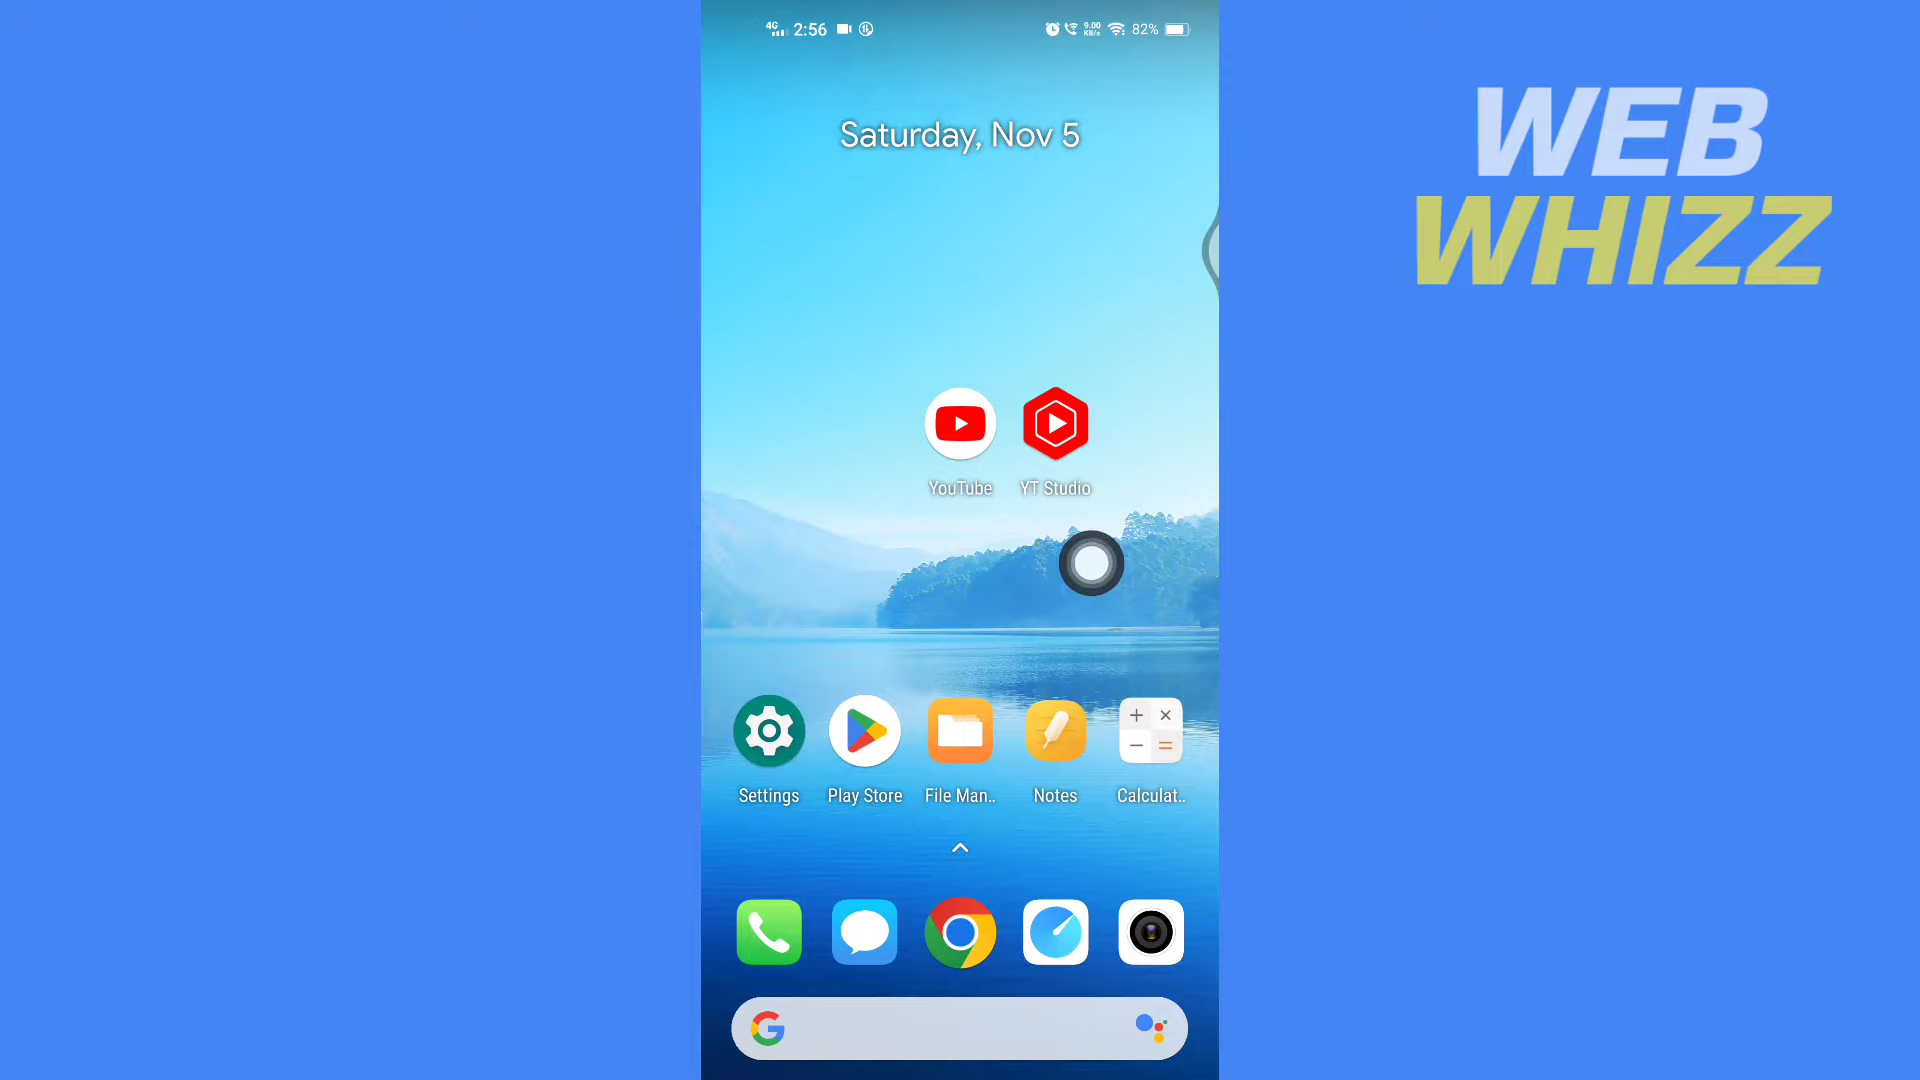 4G 2:56 9.00 KB/s 82%
WEB
WHIZZ
Saturday, Nov 5
YouTube YT Studio
Settings Play Store File Man.. Notes Calculat..